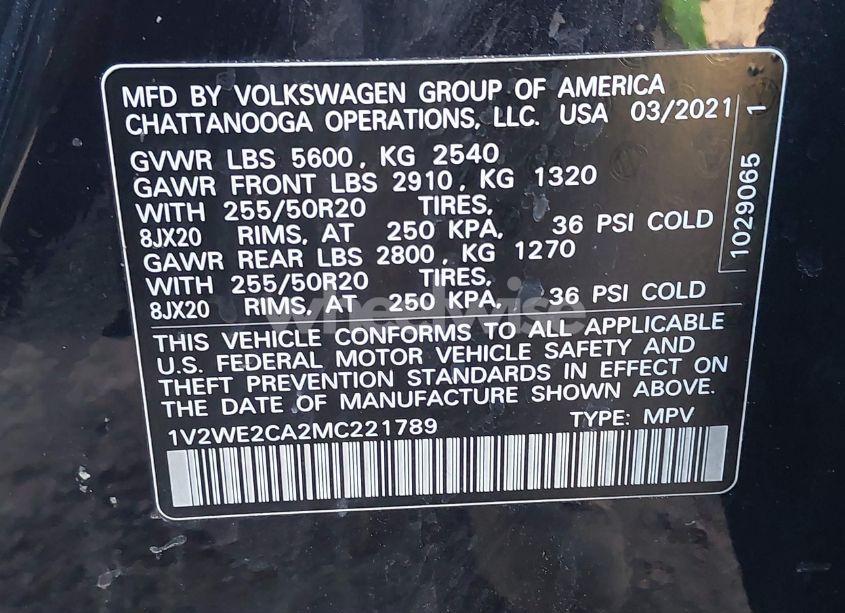 MFD BY VOLKSWAGEN GROUP OF AMERICA
CHATTANOOGA OPERATIONS, LLC. USA 03/2021
GVWR LBS 5600, KG 2540
GAWR FRONT LBS 2910, KG 1320
WITH 255/50R20 TIRES,
8JX20 RIMS, AT 250 KPA, 36 PSI COLD
GAWR REAR LBS 2800, KG 1270
WITH 255/50R20 TIRES,
8JX20 RIMS, AT 250 KPA, 36 PSI COLD
1029065 1
wheelwise
THIS VEHICLE CONFORMS TO ALL APPLICABLE
U.S. FEDERAL MOTOR VEHICLE SAFETY AND
THEFT PREVENTION STANDARDS IN EFFECT ON
THE DATE OF MANUFACTURE SHOWN ABOVE.
1V2WE2CA2MC221789 TYPE: MPV